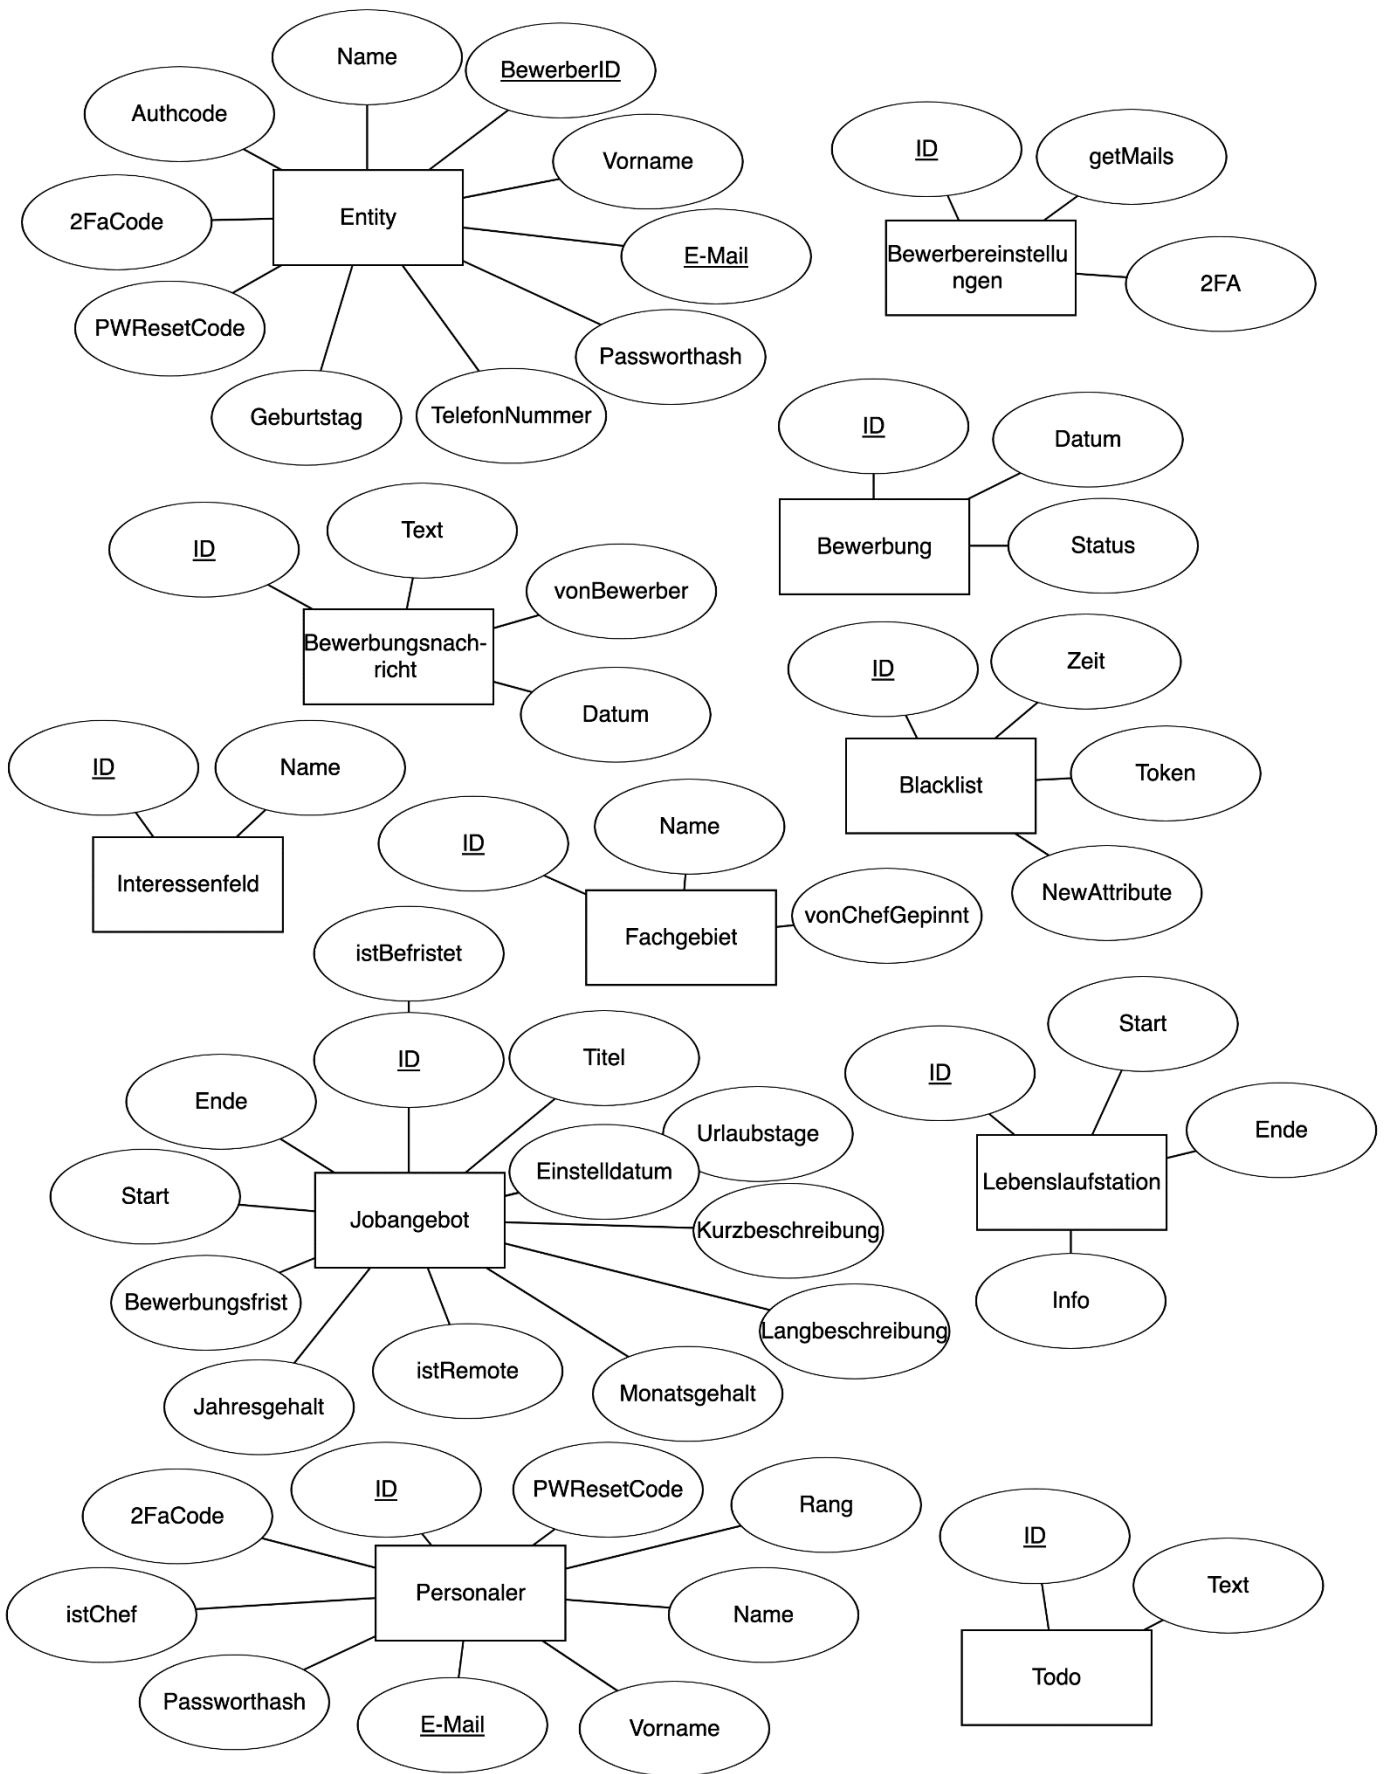 Name
BewerberID
Authcode
Vorname
2FaCode
Entity
E-Mail
PWResetCode
Passworthash
Geburtstag
TelefonNummer
ID
getMails
Bewerbereinstellu
ngen
2FA
ID
Datum
Bewerbung
Status
ID
Text
vonBewerber
Bewerbungsnach-
richt
Datum
ID
Zeit
Blacklist
Token
NewAttribute
ID
Name
Interessenfeld
ID
Name
Fachgebiet
vonChefGepinnt
istBefristet
ID
Titel
Ende
Urlaubstage
Einstelldatum
Start
Jobangebot
Kurzbeschreibung
Bewerbungsfrist
Langbeschreibung
istRemote
Monatsgehalt
Jahresgehalt
Start
ID
Ende
Lebenslaufstation
Info
ID
PWResetCode
Rang
2FaCode
Personaler
istChef
Name
Passworthash
E-Mail
Vorname
ID
Text
Todo